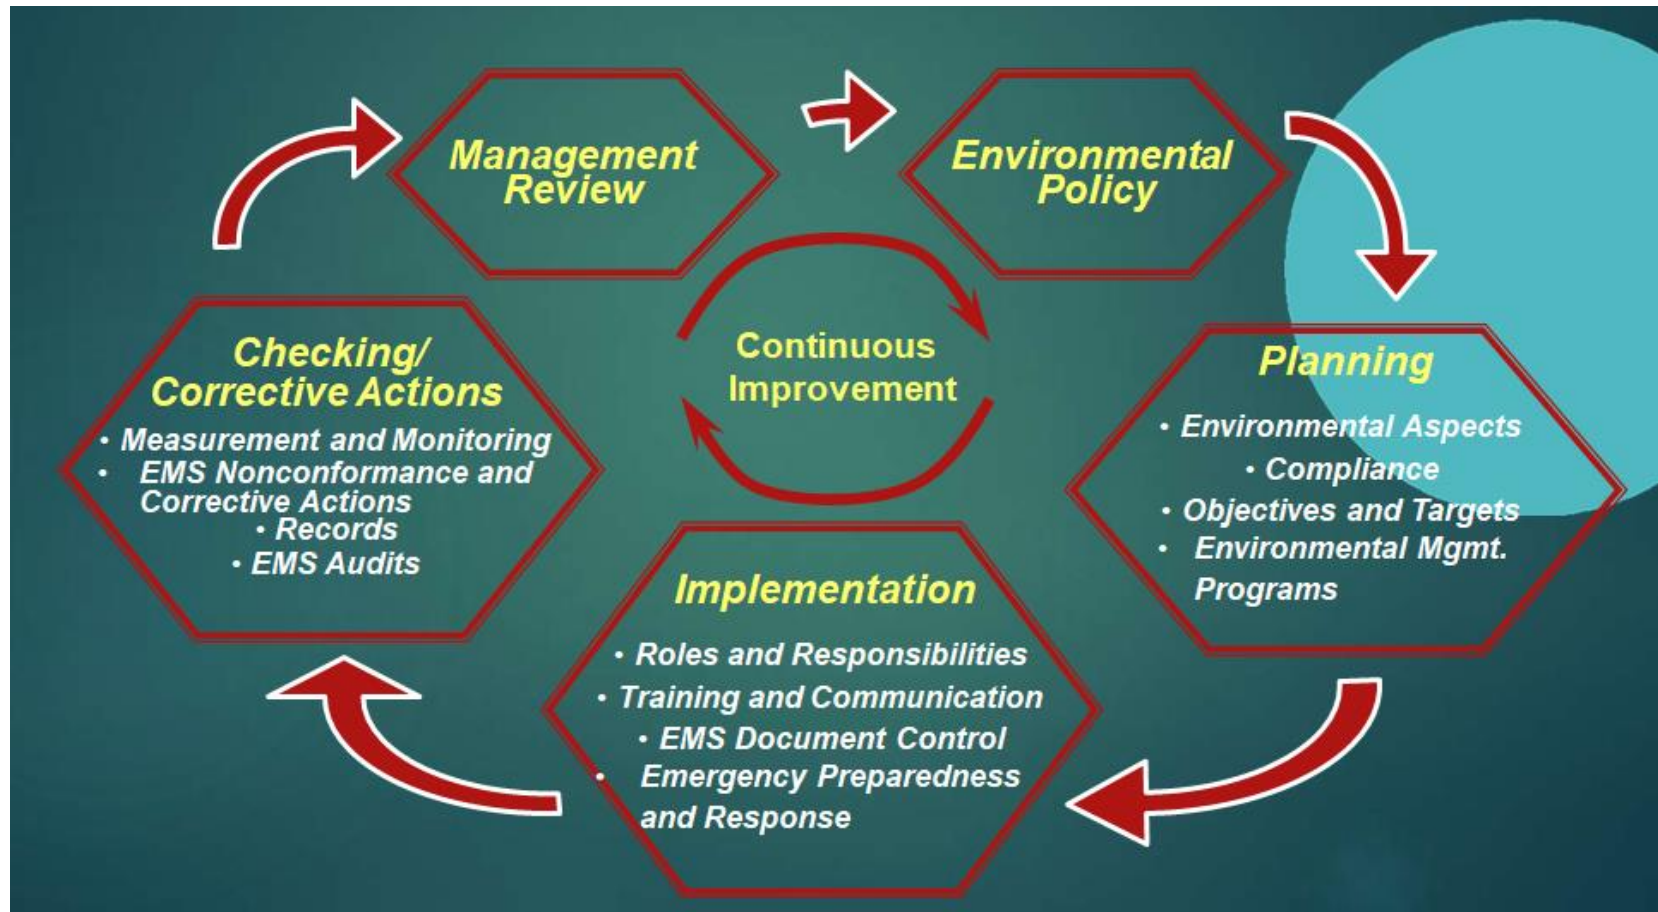 Management
Review
Environmental
Policy
Continuous
Improvement
Checking/
Corrective Actions
• Measurement and Monitoring
• EMS Nonconformance and
Corrective Actions
• Records
• EMS Audits
Planning
• Environmental Aspects
• Compliance
• Objectives and Targets
• Environmental Mgmt.
Programs
Implementation
• Roles and Responsibilities
• Training and Communication
• EMS Document Control
• Emergency Preparedness
and Response